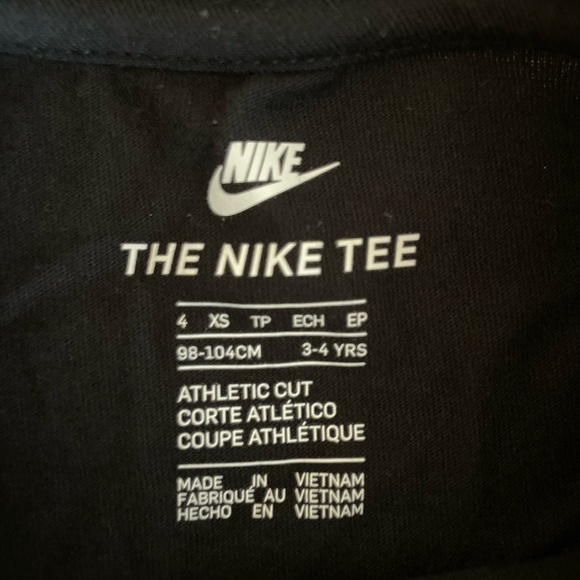 NIKE
THE NIKE TEE
4 XS TP ECH EP
98-104CM 3-4 YRS
ATHLETIC CUT
CORTE ATLÉTICO
COUPE ATHLÉTIQUE
MADE IN VIETNAM
FABRIQUÉ AU VIETNAM
HECHO EN VIETNAM